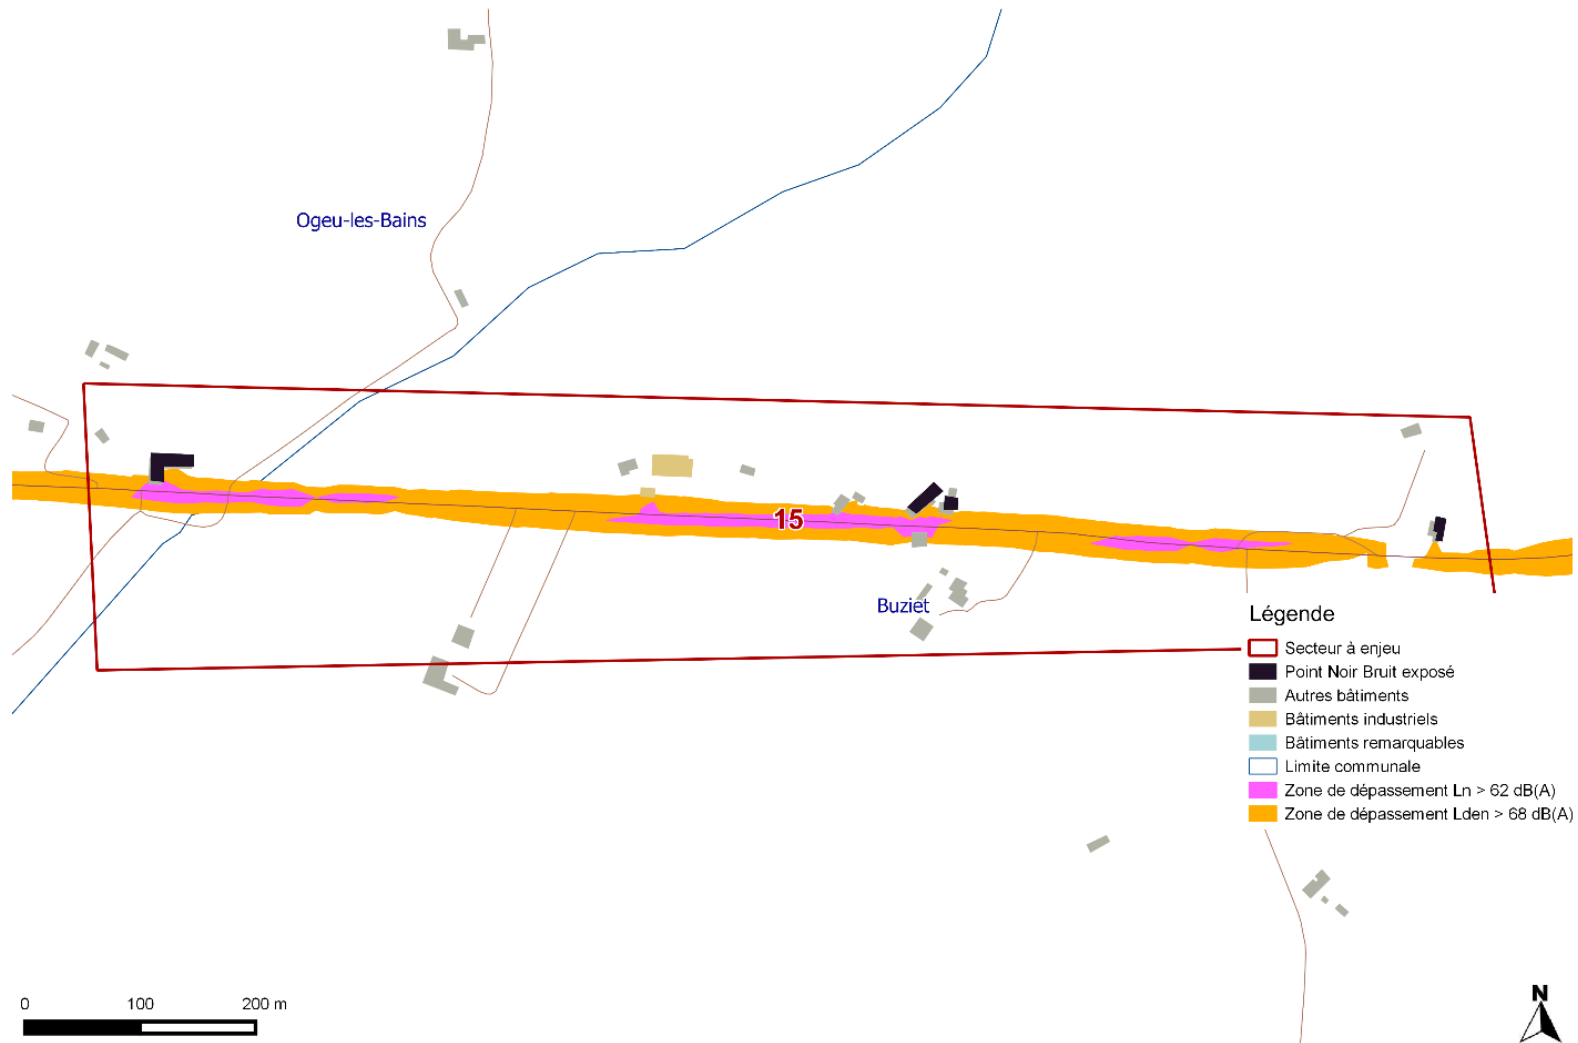 Ogeu-les-Bains
15
Buziet
Légende
Secteur à enjeu
Point Noir Bruit exposé
Autres bâtiments
Bâtiments industriels
Bâtiments remarquables
Limite communale
Zone de dépassement Ln > 62 dB(A)
Zone de dépassement Lden > 68 dB(A)
0 100 200 m
N